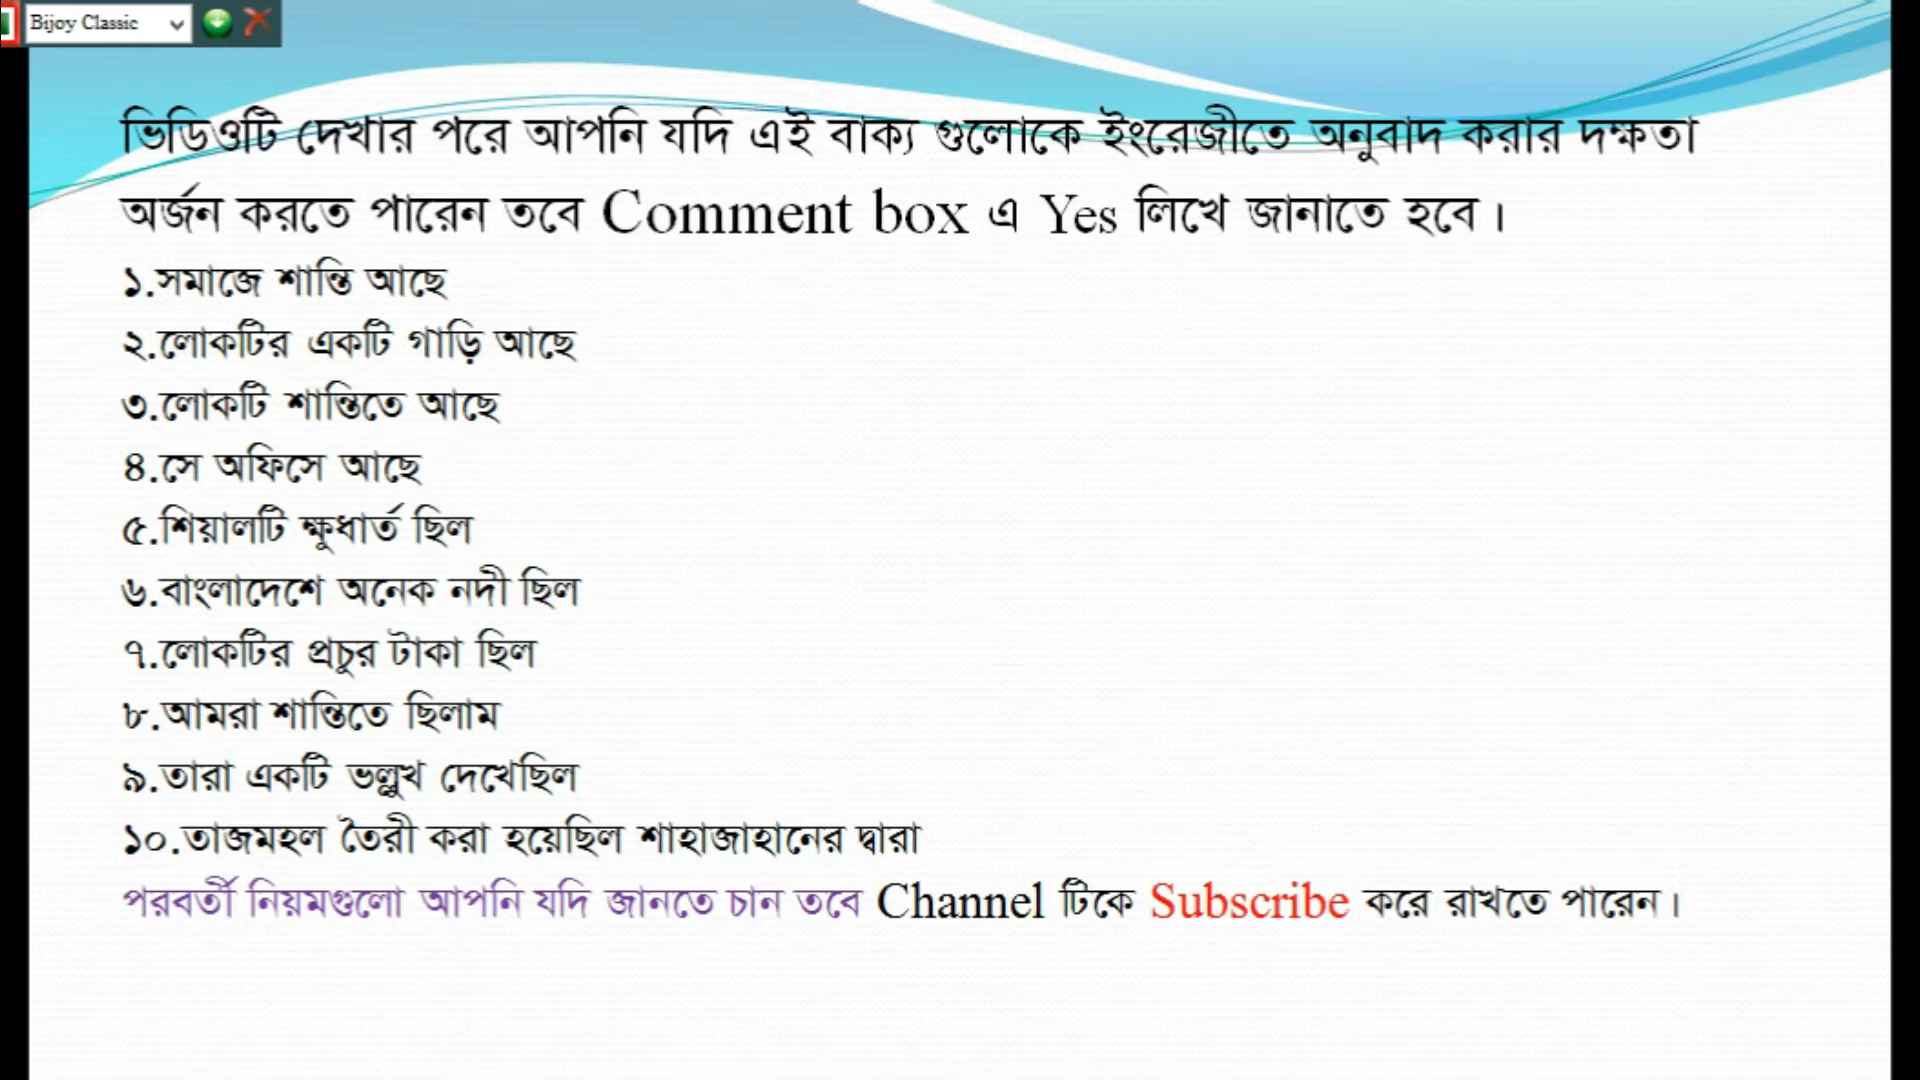 Bijoy Classic
ভিডিওটি দেখার পরে আপনি যদি এই বাক্য গুলোকে ইংরেজীতে অনুবাদ করার দক্ষতা
অর্জন করতে পারেন তবে Comment box এ Yes লিখে জানাতে হবে।
১.সমাজে শান্তি আছে
২.লোকটির একটি গাড়ি আছে
৩.লোকটি শান্তিতে আছে
৪.সে অফিসে আছে
৫.শিয়ালটি ক্ষুধার্ত ছিল
৬.বাংলাদেশে অনেক নদী ছিল
৭.লোকটির প্রচুর টাকা ছিল
৮.আমরা শান্তিতে ছিলাম
৯.তারা একটি ভল্লুখ দেখেছিল
১০.তাজমহল তৈরী করা হয়েছিল শাহাজাহানের দ্বারা
পরবর্তী নিয়মগুলো আপনি যদি জানতে চান তবে Channel টিকে Subscribe করে রাখতে পারেন।